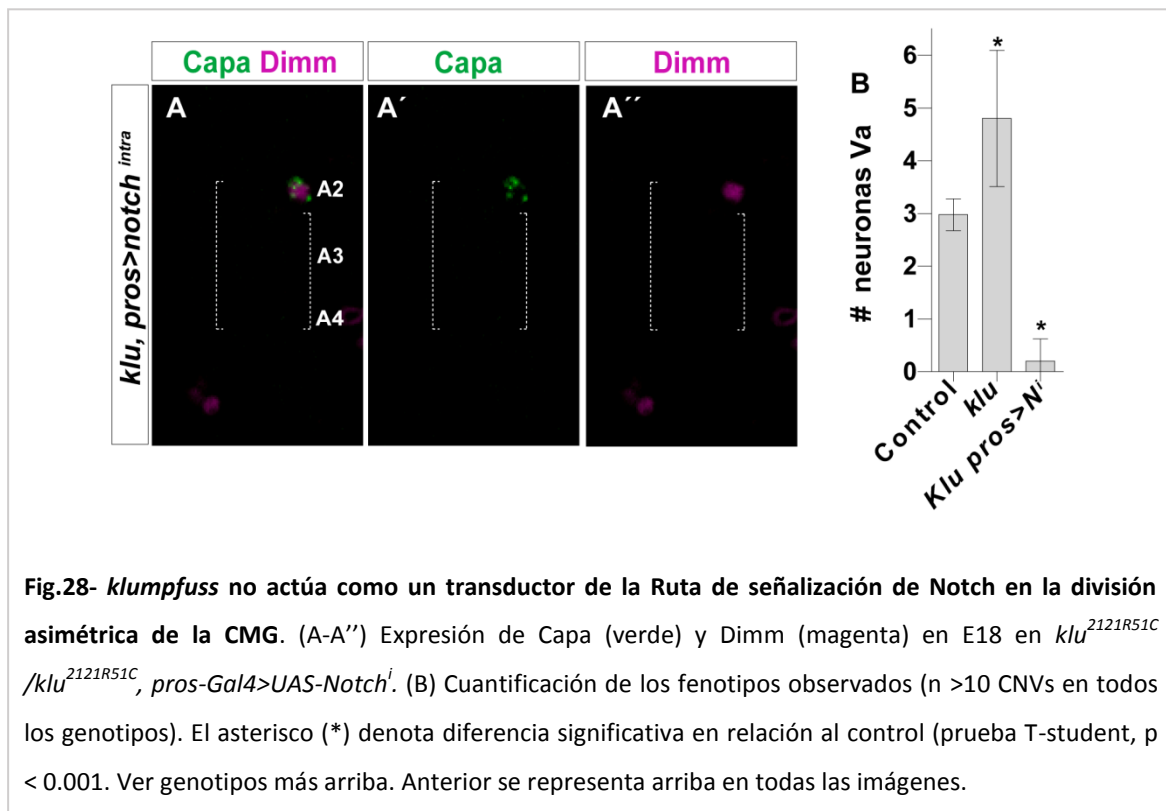 Capa Dimm
Capa
Dimm
klu, pros>notch intra
A
A2
A3
A4
A´
A´´
B
# neuronas Va
6
5
4
3
2
1
0
*
*
Control
klu
Klu pros>Nⁱ
Fig.28- klumpfuss no actúa como un transductor de la Ruta de señalización de Notch en la división
asimétrica de la CMG. (A-A’’) Expresión de Capa (verde) y Dimm (magenta) en E18 en klu2121R51C
/klu2121R51C, pros-Gal4>UAS-Notchⁱ. (B) Cuantificación de los fenotipos observados (n >10 CNVs en todos
los genotipos). El asterisco (*) denota diferencia significativa en relación al control (prueba T-student, p
< 0.001. Ver genotipos más arriba. Anterior se representa arriba en todas las imágenes.